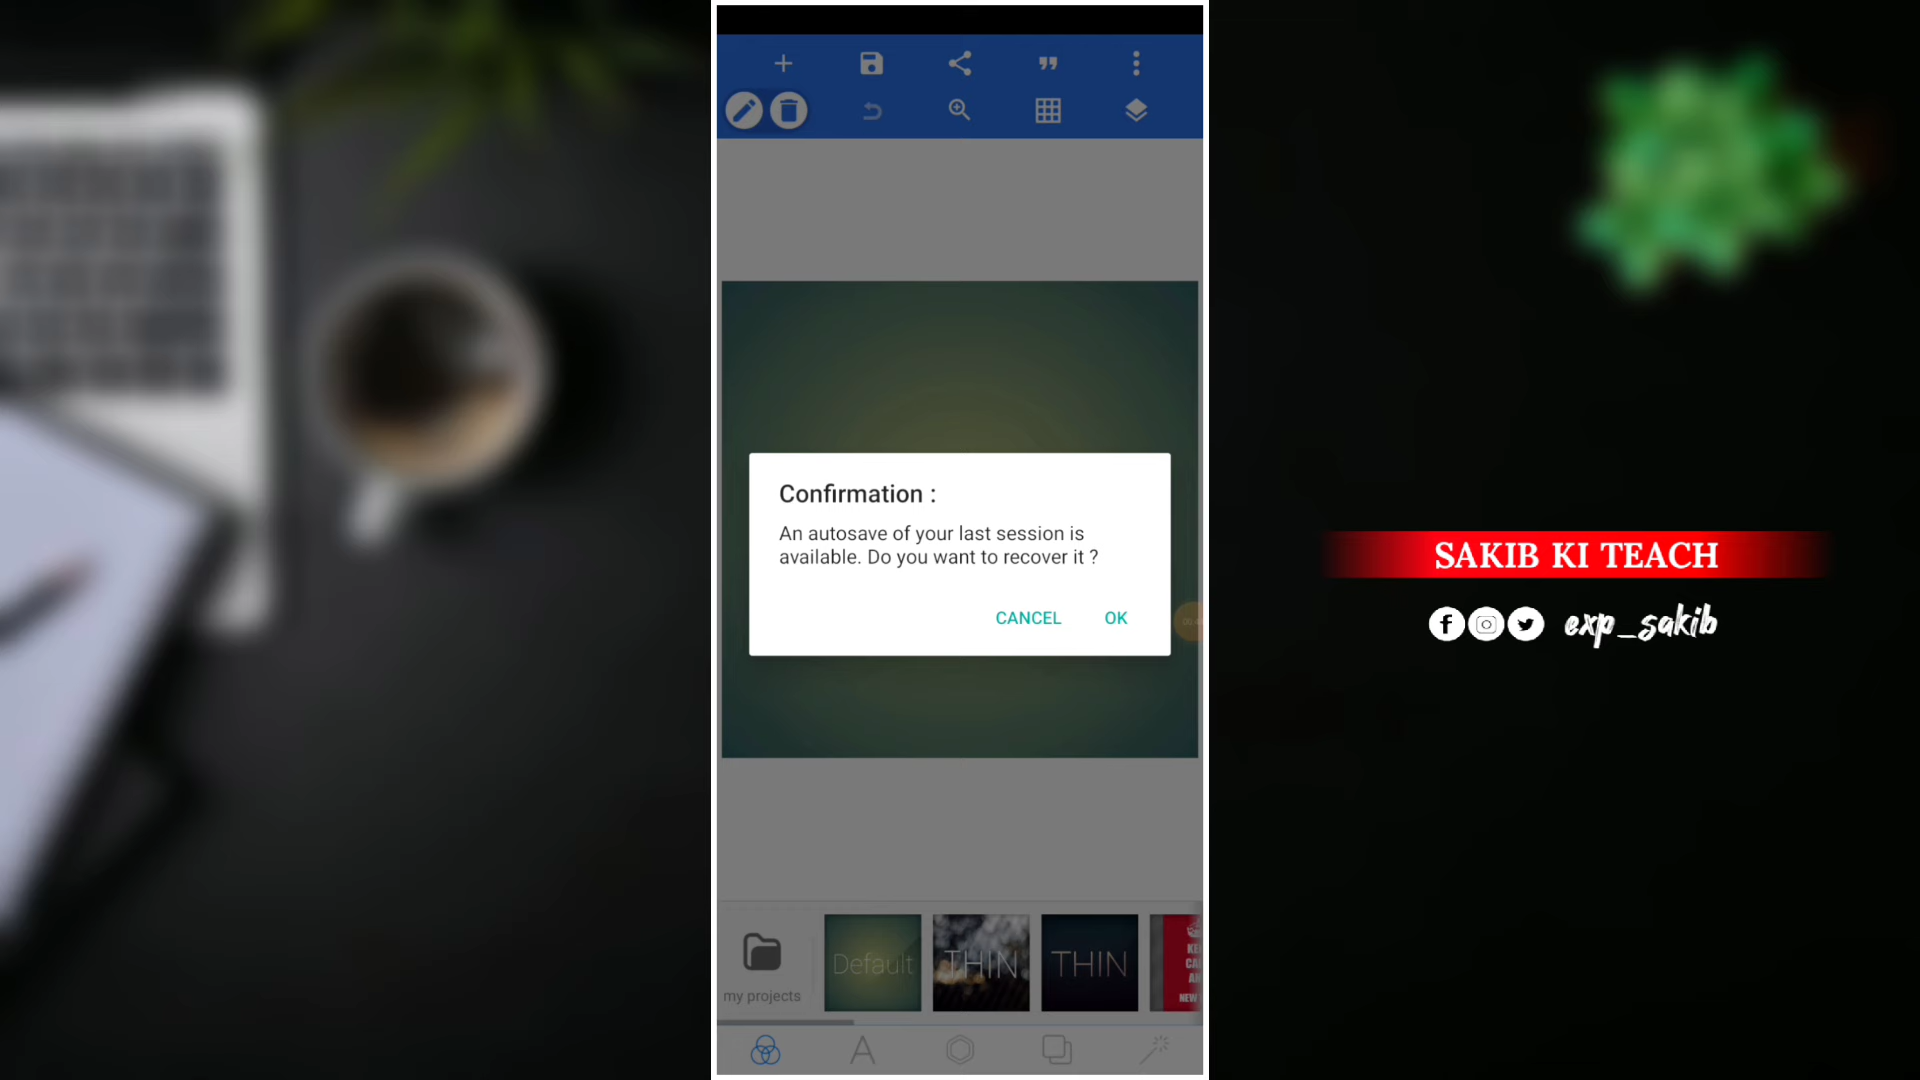 Confirmation :
An autosave of your last session is
available. Do you want to recover it ?
CANCEL
OK
SAKIB KI TEACH
exp_sakib
my projects
Default
THIN
THIN